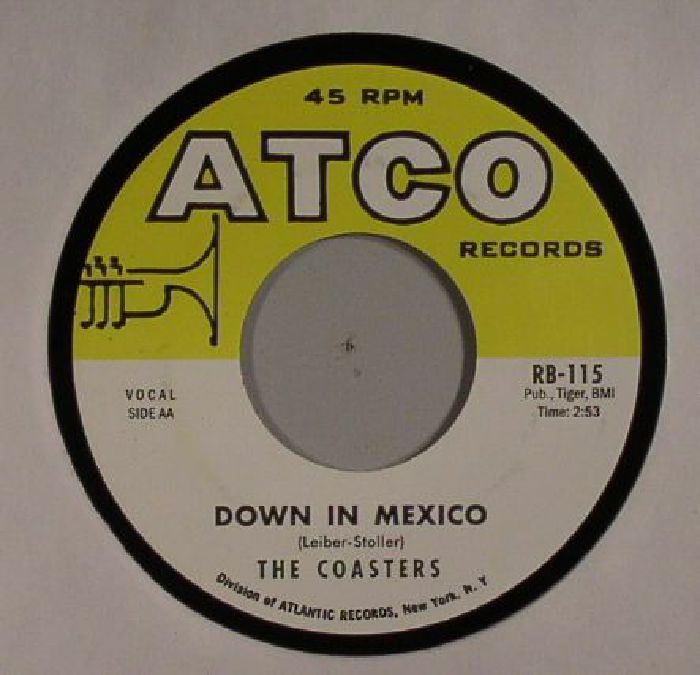 45 RPM
ATCO
RECORDS
RB-115
Pub., Tiger, BMI
Time: 2:53
VOCAL
SIDE AA
DOWN IN MEXICO
(Leiber-Stoller)
THE COASTERS
Division of ATLANTIC RECORDS, New York, N. Y